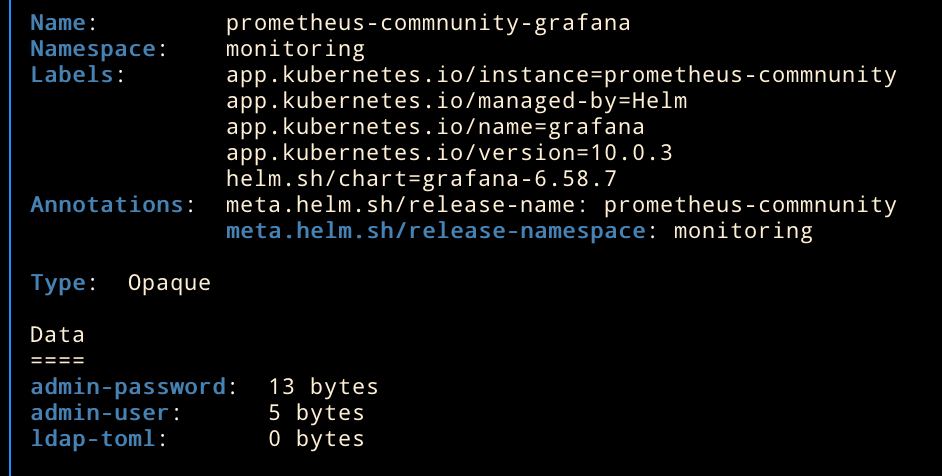 Name: prometheus-commnunity-grafana
Namespace: monitoring
Labels: app.kubernetes.io/instance=prometheus-commnunity
app.kubernetes.io/managed-by=Helm
app.kubernetes.io/name=grafana
app.kubernetes.io/version=10.0.3
helm.sh/chart=grafana-6.58.7
Annotations: meta.helm.sh/release-name: prometheus-commnunity
meta.helm.sh/release-namespace: monitoring
Type: Opaque
Data
====
admin-password: 13 bytes
admin-user: 5 bytes
ldap-toml: 0 bytes